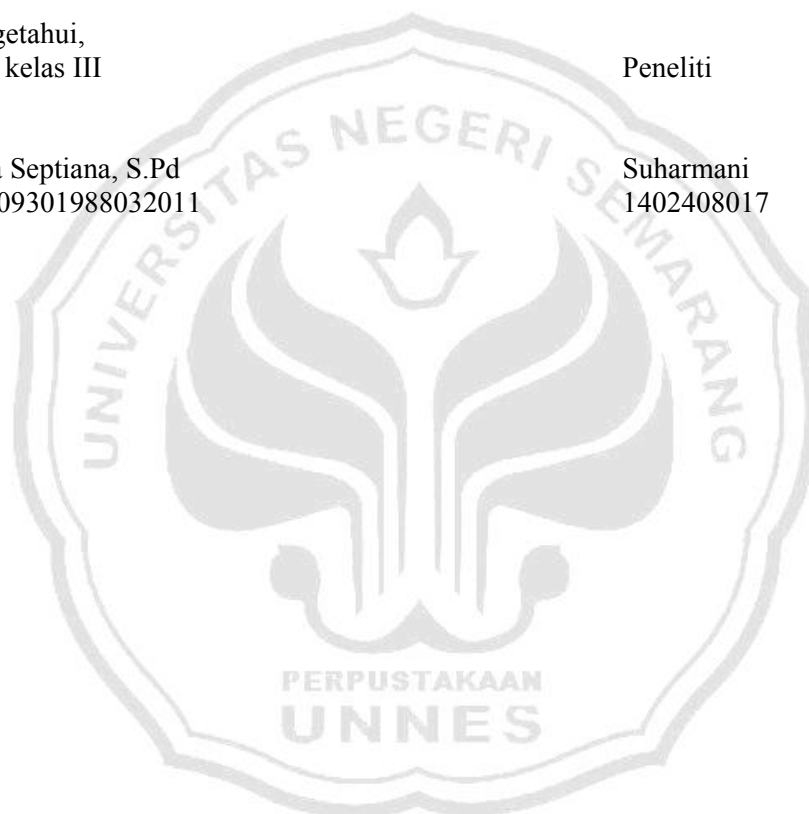 getahui,
kelas III
Peneliti
Septiana, S.Pd
09301988032011
Suharmani
1402408017
UNIVERSITAS NEGERI SEMARANG
PERPUSTAKAAN
UNNES